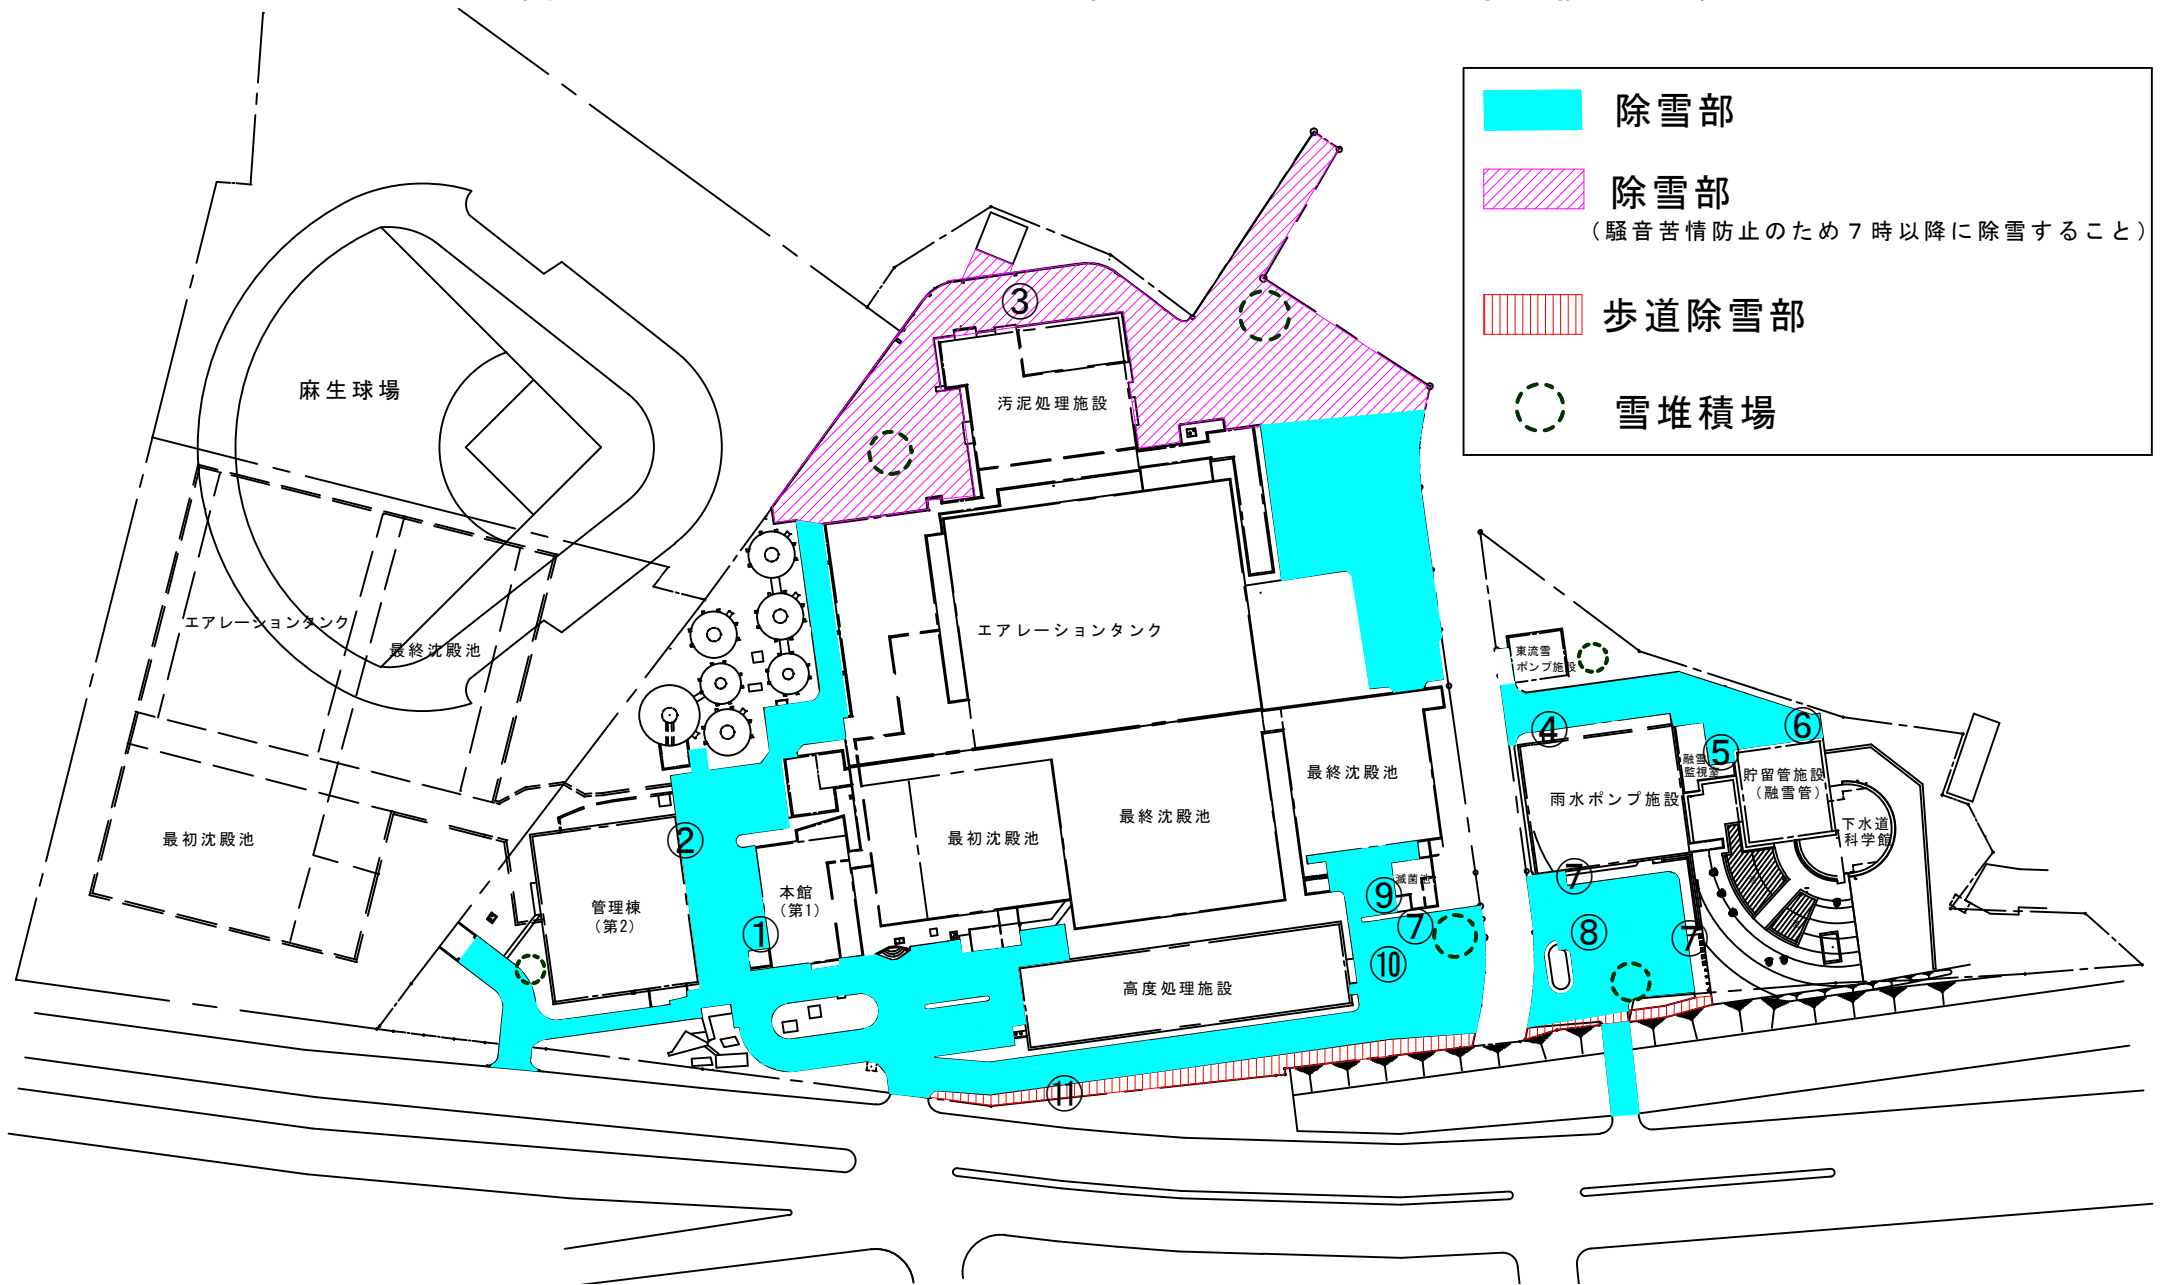 除雪部
除雪部
（騒音苦情防止のため７時以降に除雪すること）
歩道除雪部
雪堆積場
③
麻生球場
汚泥処理施設
エアレーションタンク
最終沈殿池
エアレーションタンク
東流雪
ポンプ施設
④
⑥
⑤
融雪
監視室
貯留管施設
（融雪管）
最終沈殿池
雨水ポンプ施設
最終沈殿池
最初沈殿池
最初沈殿池
②
下水道
科学館
⑦
滅菌池
⑨
本館
（第1）
管理棟
（第2）
①
⑦
⑧
⑦
⑩
高度処理施設
⑪